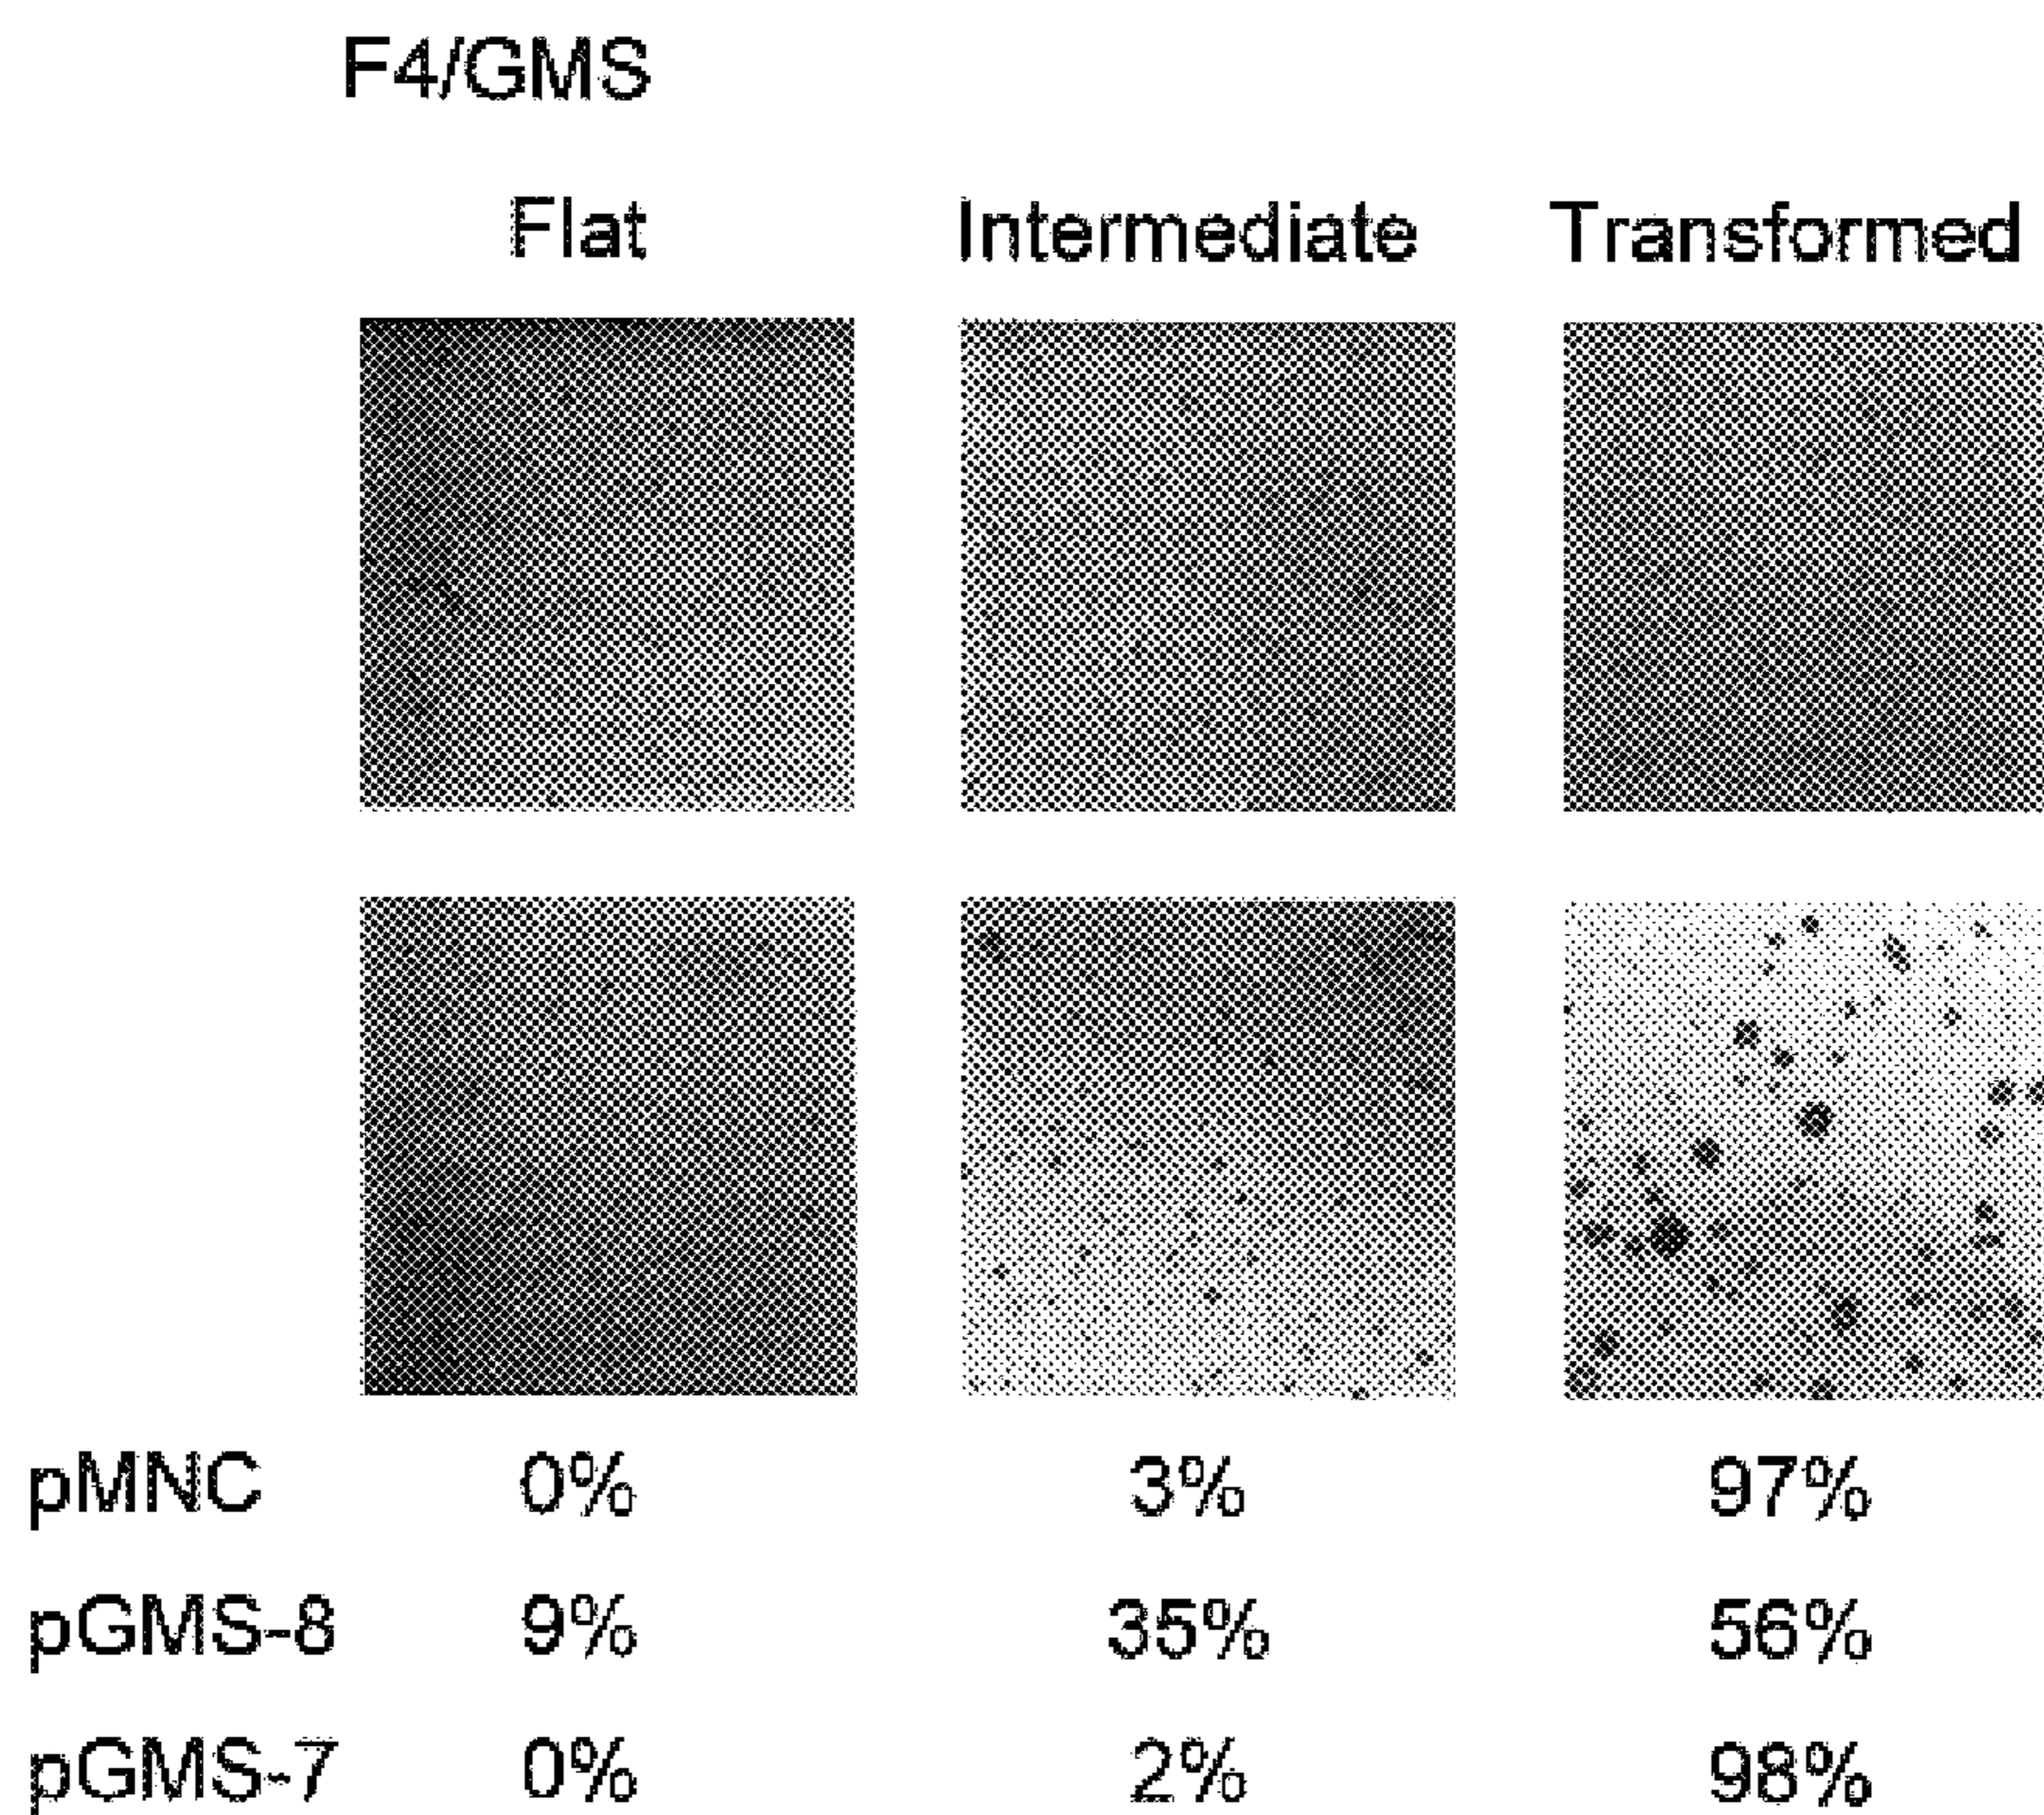 F4/GMS
Flat Intermediate Transformed
pMNC 0% 3% 97%
pGMS-8 9% 35% 56%
pGMS-7 0% 2% 98%